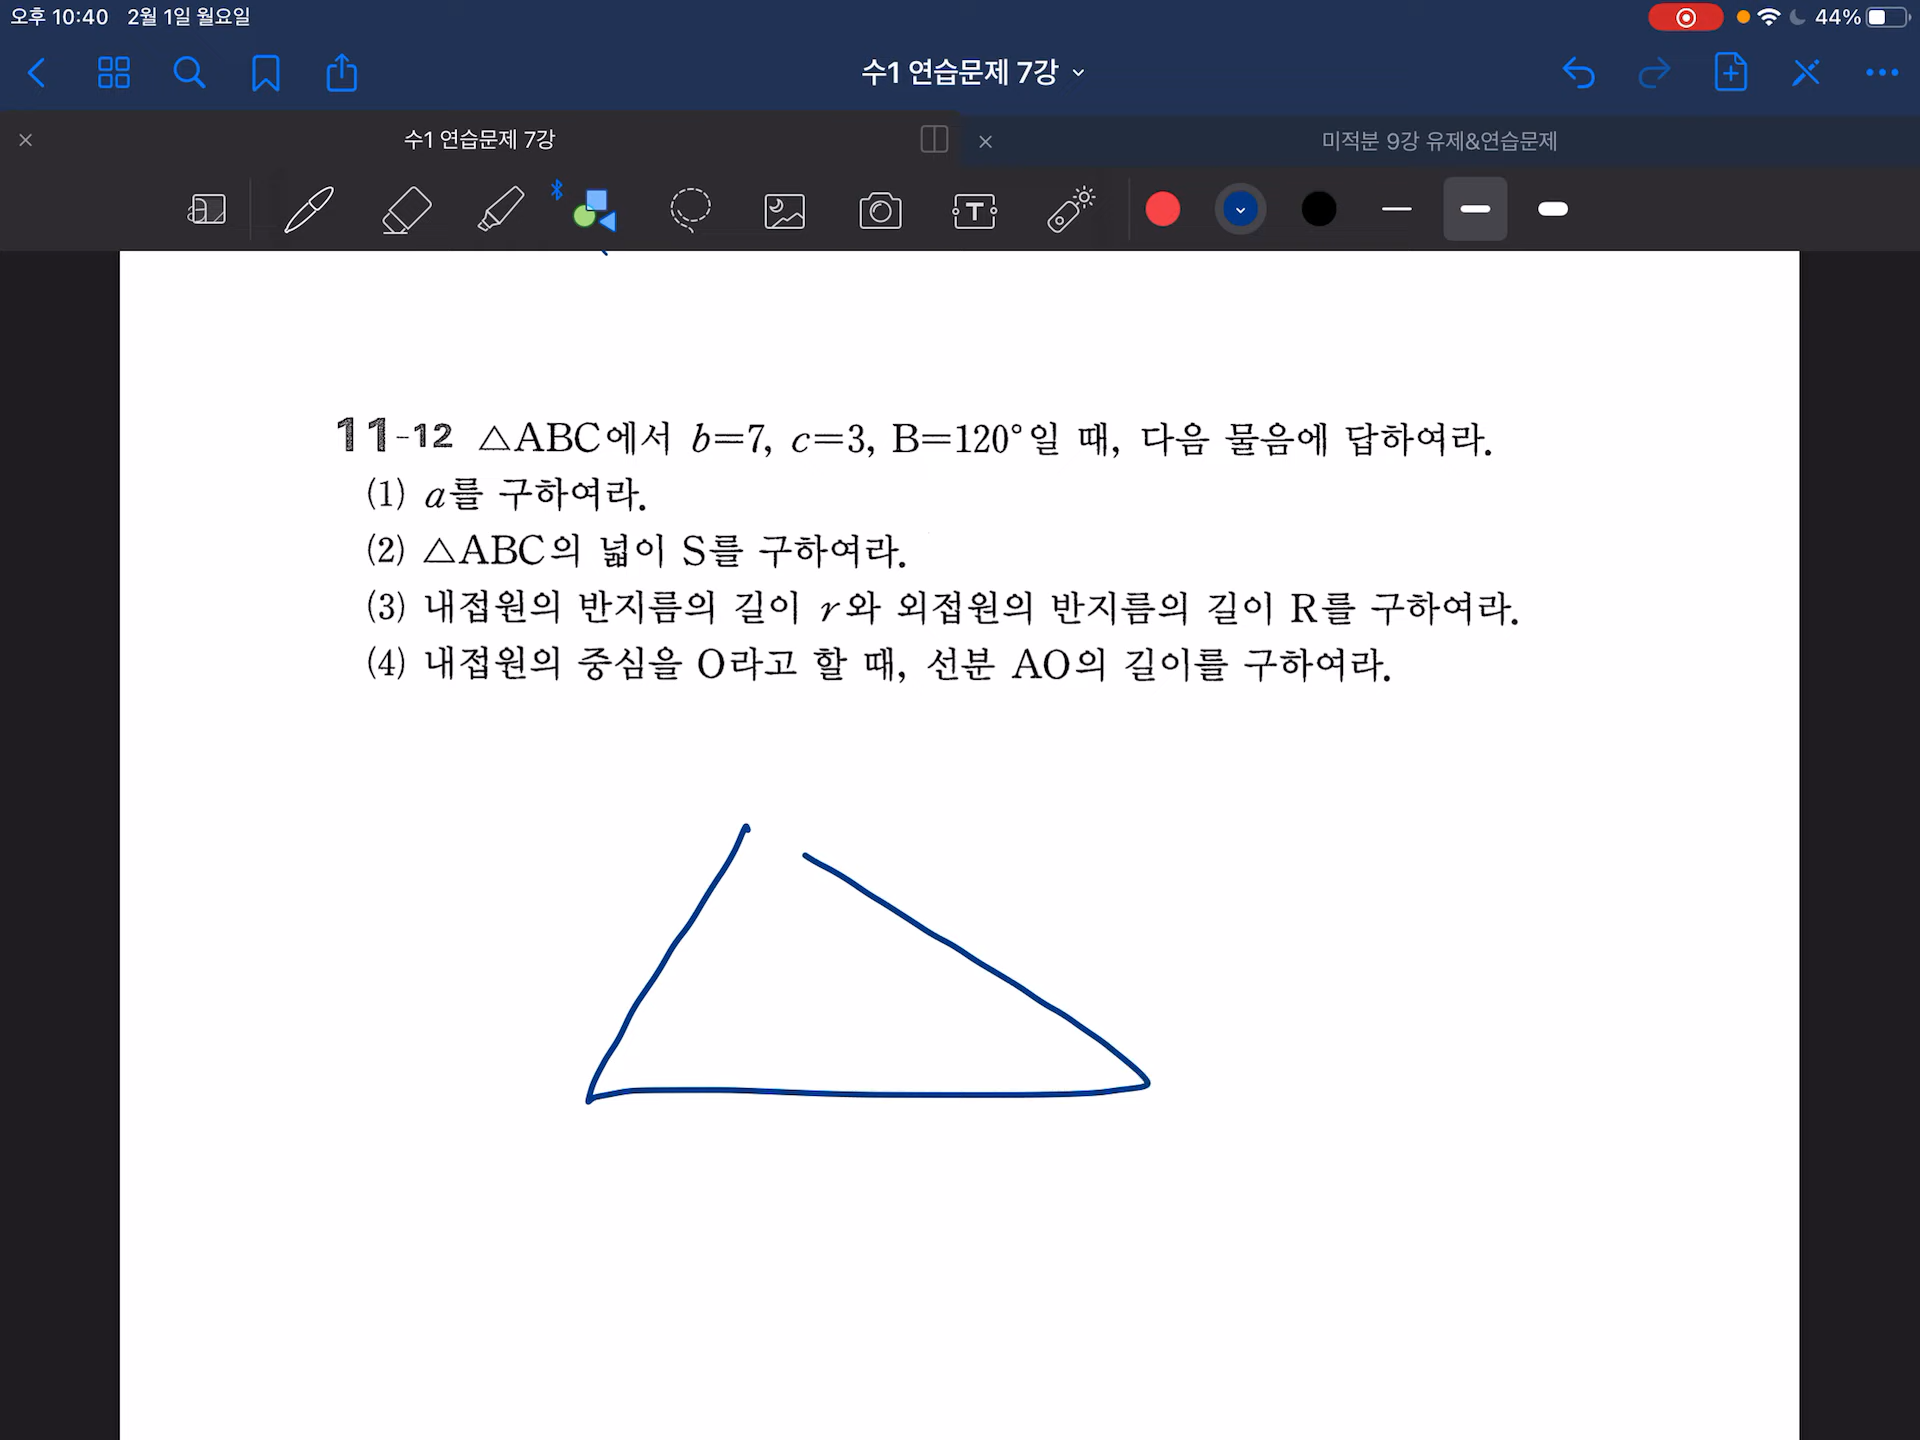 오후 10:40 2월 1일 월요일
44%
수1 연습문제 7강
수1 연습문제 7강
미적분 9강 유제&연습문제
11-12 △ABC에서 b=7, c=3, B=120°일 때, 다음 물음에 답하여라.
(1) a를 구하여라.
(2) △ABC의 넓이 S를 구하여라.
(3) 내접원의 반지름의 길이 r와 외접원의 반지름의 길이 R를 구하여라.
(4) 내접원의 중심을 O라고 할 때, 선분 AO의 길이를 구하여라.